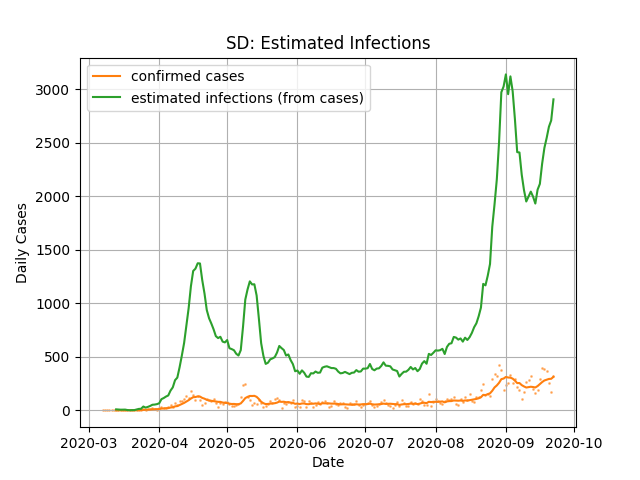 SD: Estimated Infections
confirmed cases
estimated infections (from cases)
Daily Cases
3000
2500
2000
1500
1000
500
0
2020-03 2020-04 2020-05 2020-06 2020-07 2020-08 2020-09 2020-10
Date